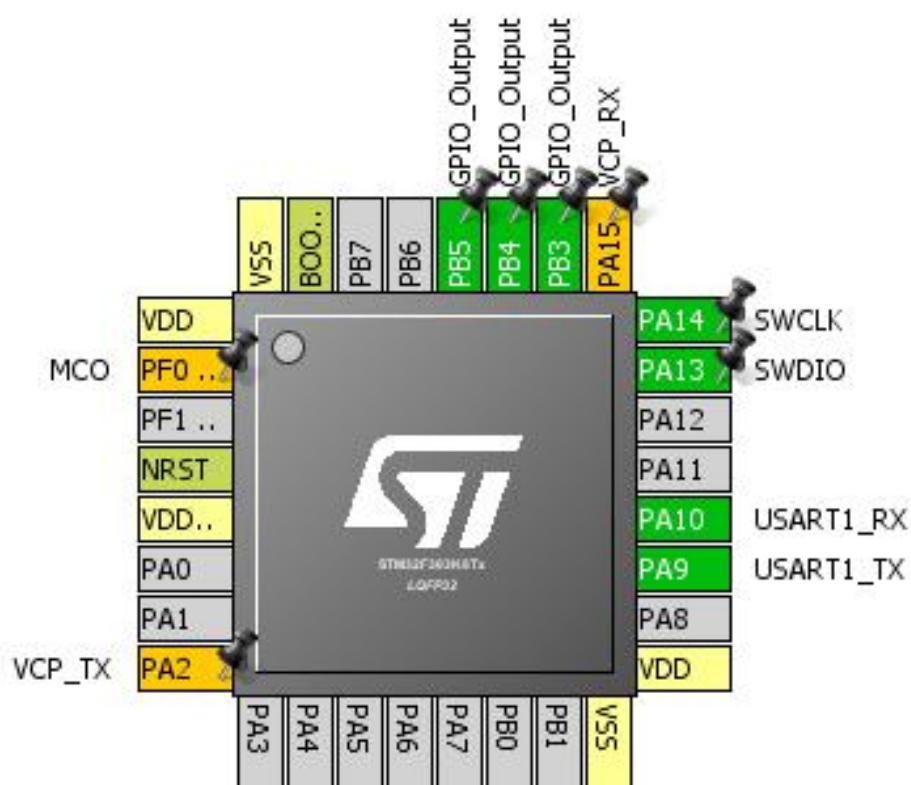 GPIO_Output
GPIO_Output
GPIO_Output
VCP_RX
VSS
BOO..
PB7
PB6
PB5
PB4
PB3
PA15
VDD
MCO
PF0 ..
PF1 ..
NRST
VDD..
PA0
PA1
VCP_TX
PA2
PA14
SWCLK
PA13
SWDIO
PA12
PA11
PA10
USART1_RX
PA9
USART1_TX
PA8
VDD
STM32F303K8Tx
LQFP32
PA3
PA4
PA5
PA6
PA7
PB0
PB1
VSS